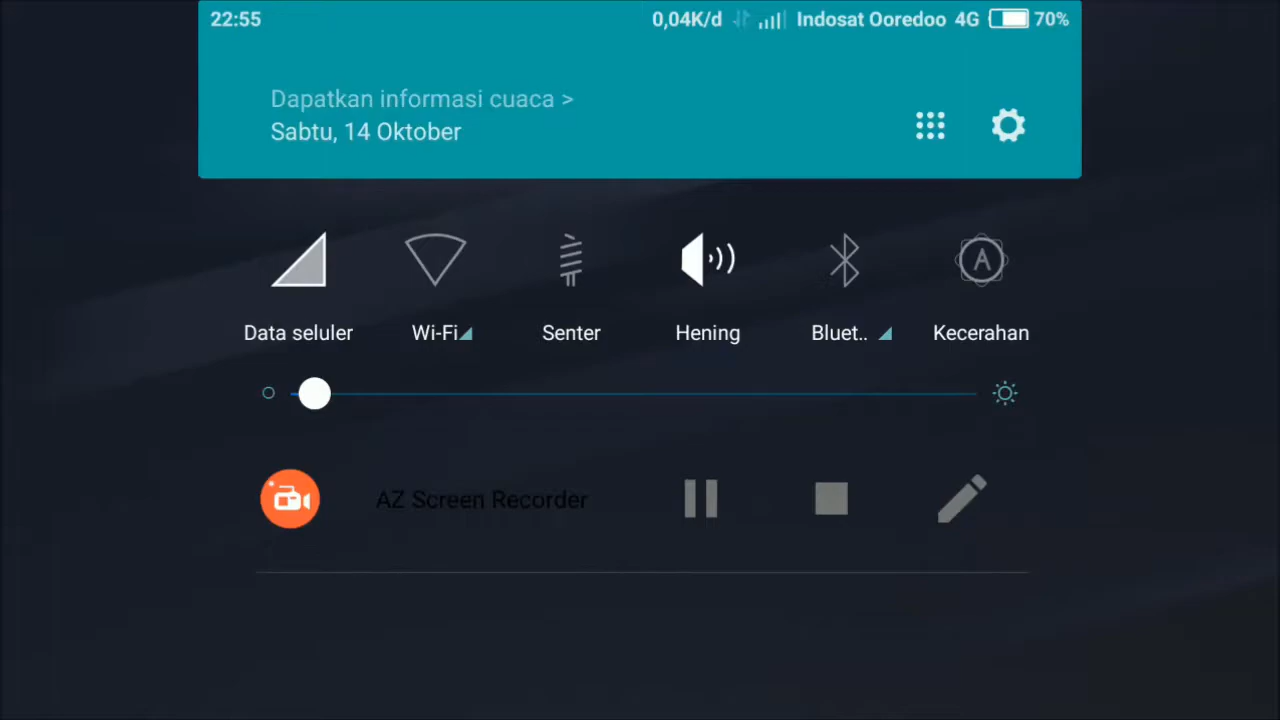 22:55 0,04K/d Indosat Ooredoo 4G 70%
Dapatkan informasi cuaca >
Sabtu, 14 Oktober
A
Data seluler Wi-Fi Senter Hening Bluet.. Kecerahan
AZ Screen Recorder